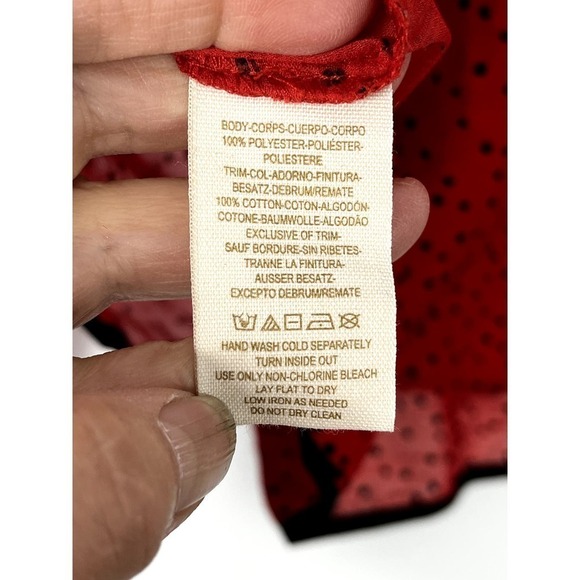 BODY-CORPS-CUERPO-CORPO
100% POLYESTER-POLIÉSTER-
POLIESTERE
TRIM-COL-ADORNO-FINITURA-
BESATZ-DEBRUM/REMATE
100% COTTON-COTON-ALGODÓN-
COTONE-BAUMWOLLE-ALGODÃO
EXCLUSIVE OF TRIM-
SAUF BORDURE-SIN RIBETES-
TRANNE LA FINITURA-
AUSSER BESATZ-
EXCEPTO DEBRUM/REMATE
HAND WASH COLD SEPARATELY
TURN INSIDE OUT
USE ONLY NON-CHLORINE BLEACH
LAY FLAT TO DRY
LOW IRON AS NEEDED
DO NOT DRY CLEAN